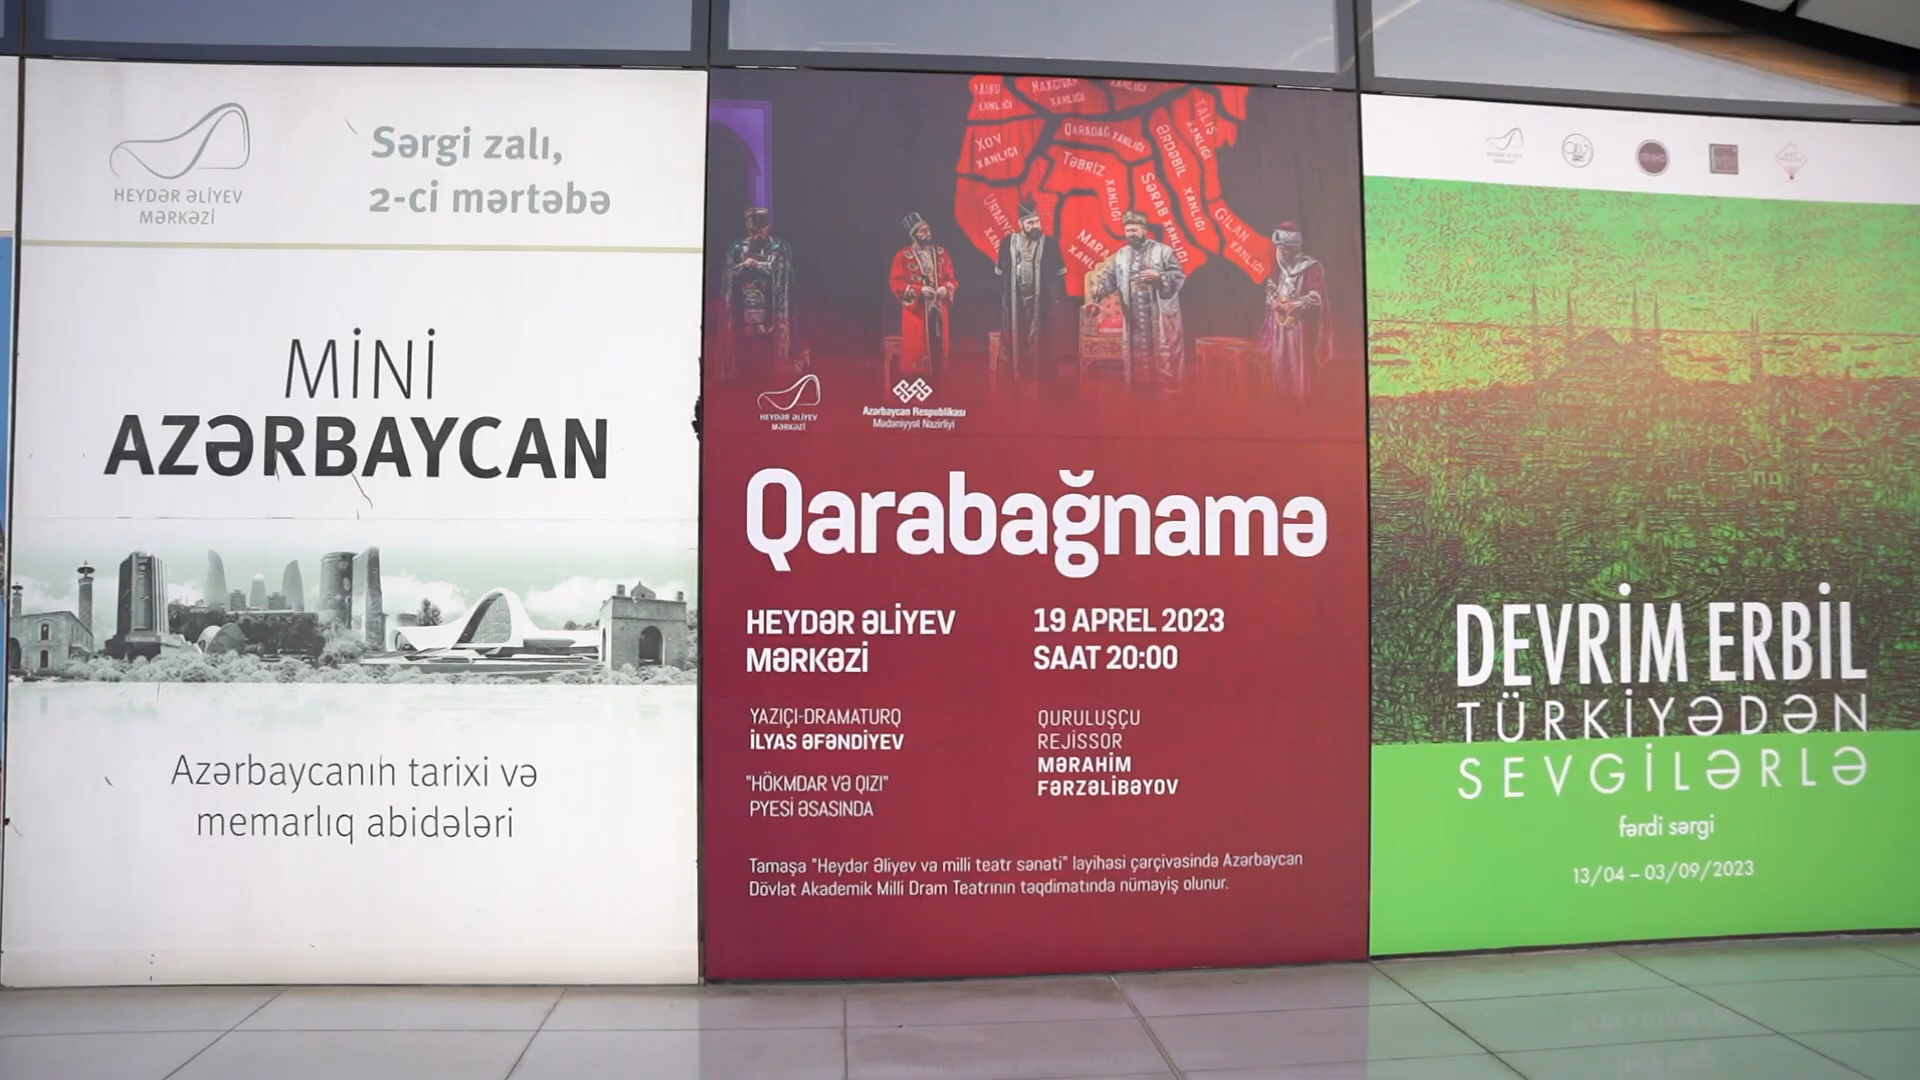 HEYDƏR ƏLİYEV
MƏRKƏZİ
Sərgi zalı,
2-ci mərtəbə
MİNİ
AZƏRBAYCAN
Azərbaycanın tarixi və
memarlıq abidələri
MAKU
XANLIĞI
XANLIĞI
XANLIĞI
XOY
XANLIĞI
QARADAĞ XANLIĞI
TƏBRİZ
XANLIĞI
ƏRDƏBİL
XANLIĞI
TALIŞ
XANLIĞI
SƏRAB XANLIĞI
GİLAN
XANLIĞI
HEYDƏR ƏLİYEV
MƏRKƏZİ
Azərbaycan Respublikası
Mədəniyyət Nazirliyi
Qarabağnamə
HEYDƏR ƏLİYEV
MƏRKƏZİ
19 APREL 2023
SAAT 20:00
YAZIÇI-DRAMATURQ
İLYAS ƏFƏNDİYEV
"HÖKMDAR VƏ QIZI"
PYESİ ƏSASINDA
QURULUŞÇU
REJİSSOR
MƏRAHİM
FƏRZƏLİBƏYOV
Tamaşa "Heydər Əliyev və milli teatr sənəti" layihəsi çərçivəsində Azərbaycan
Dövlət Akademik Milli Dram Teatrının təqdimatında nümayiş olunur.
DEVRİM ERBİL
TÜRKİYƏDƏN
SEVGİLƏRLƏ
fərdi sərgi
13/04 – 03/09/2023